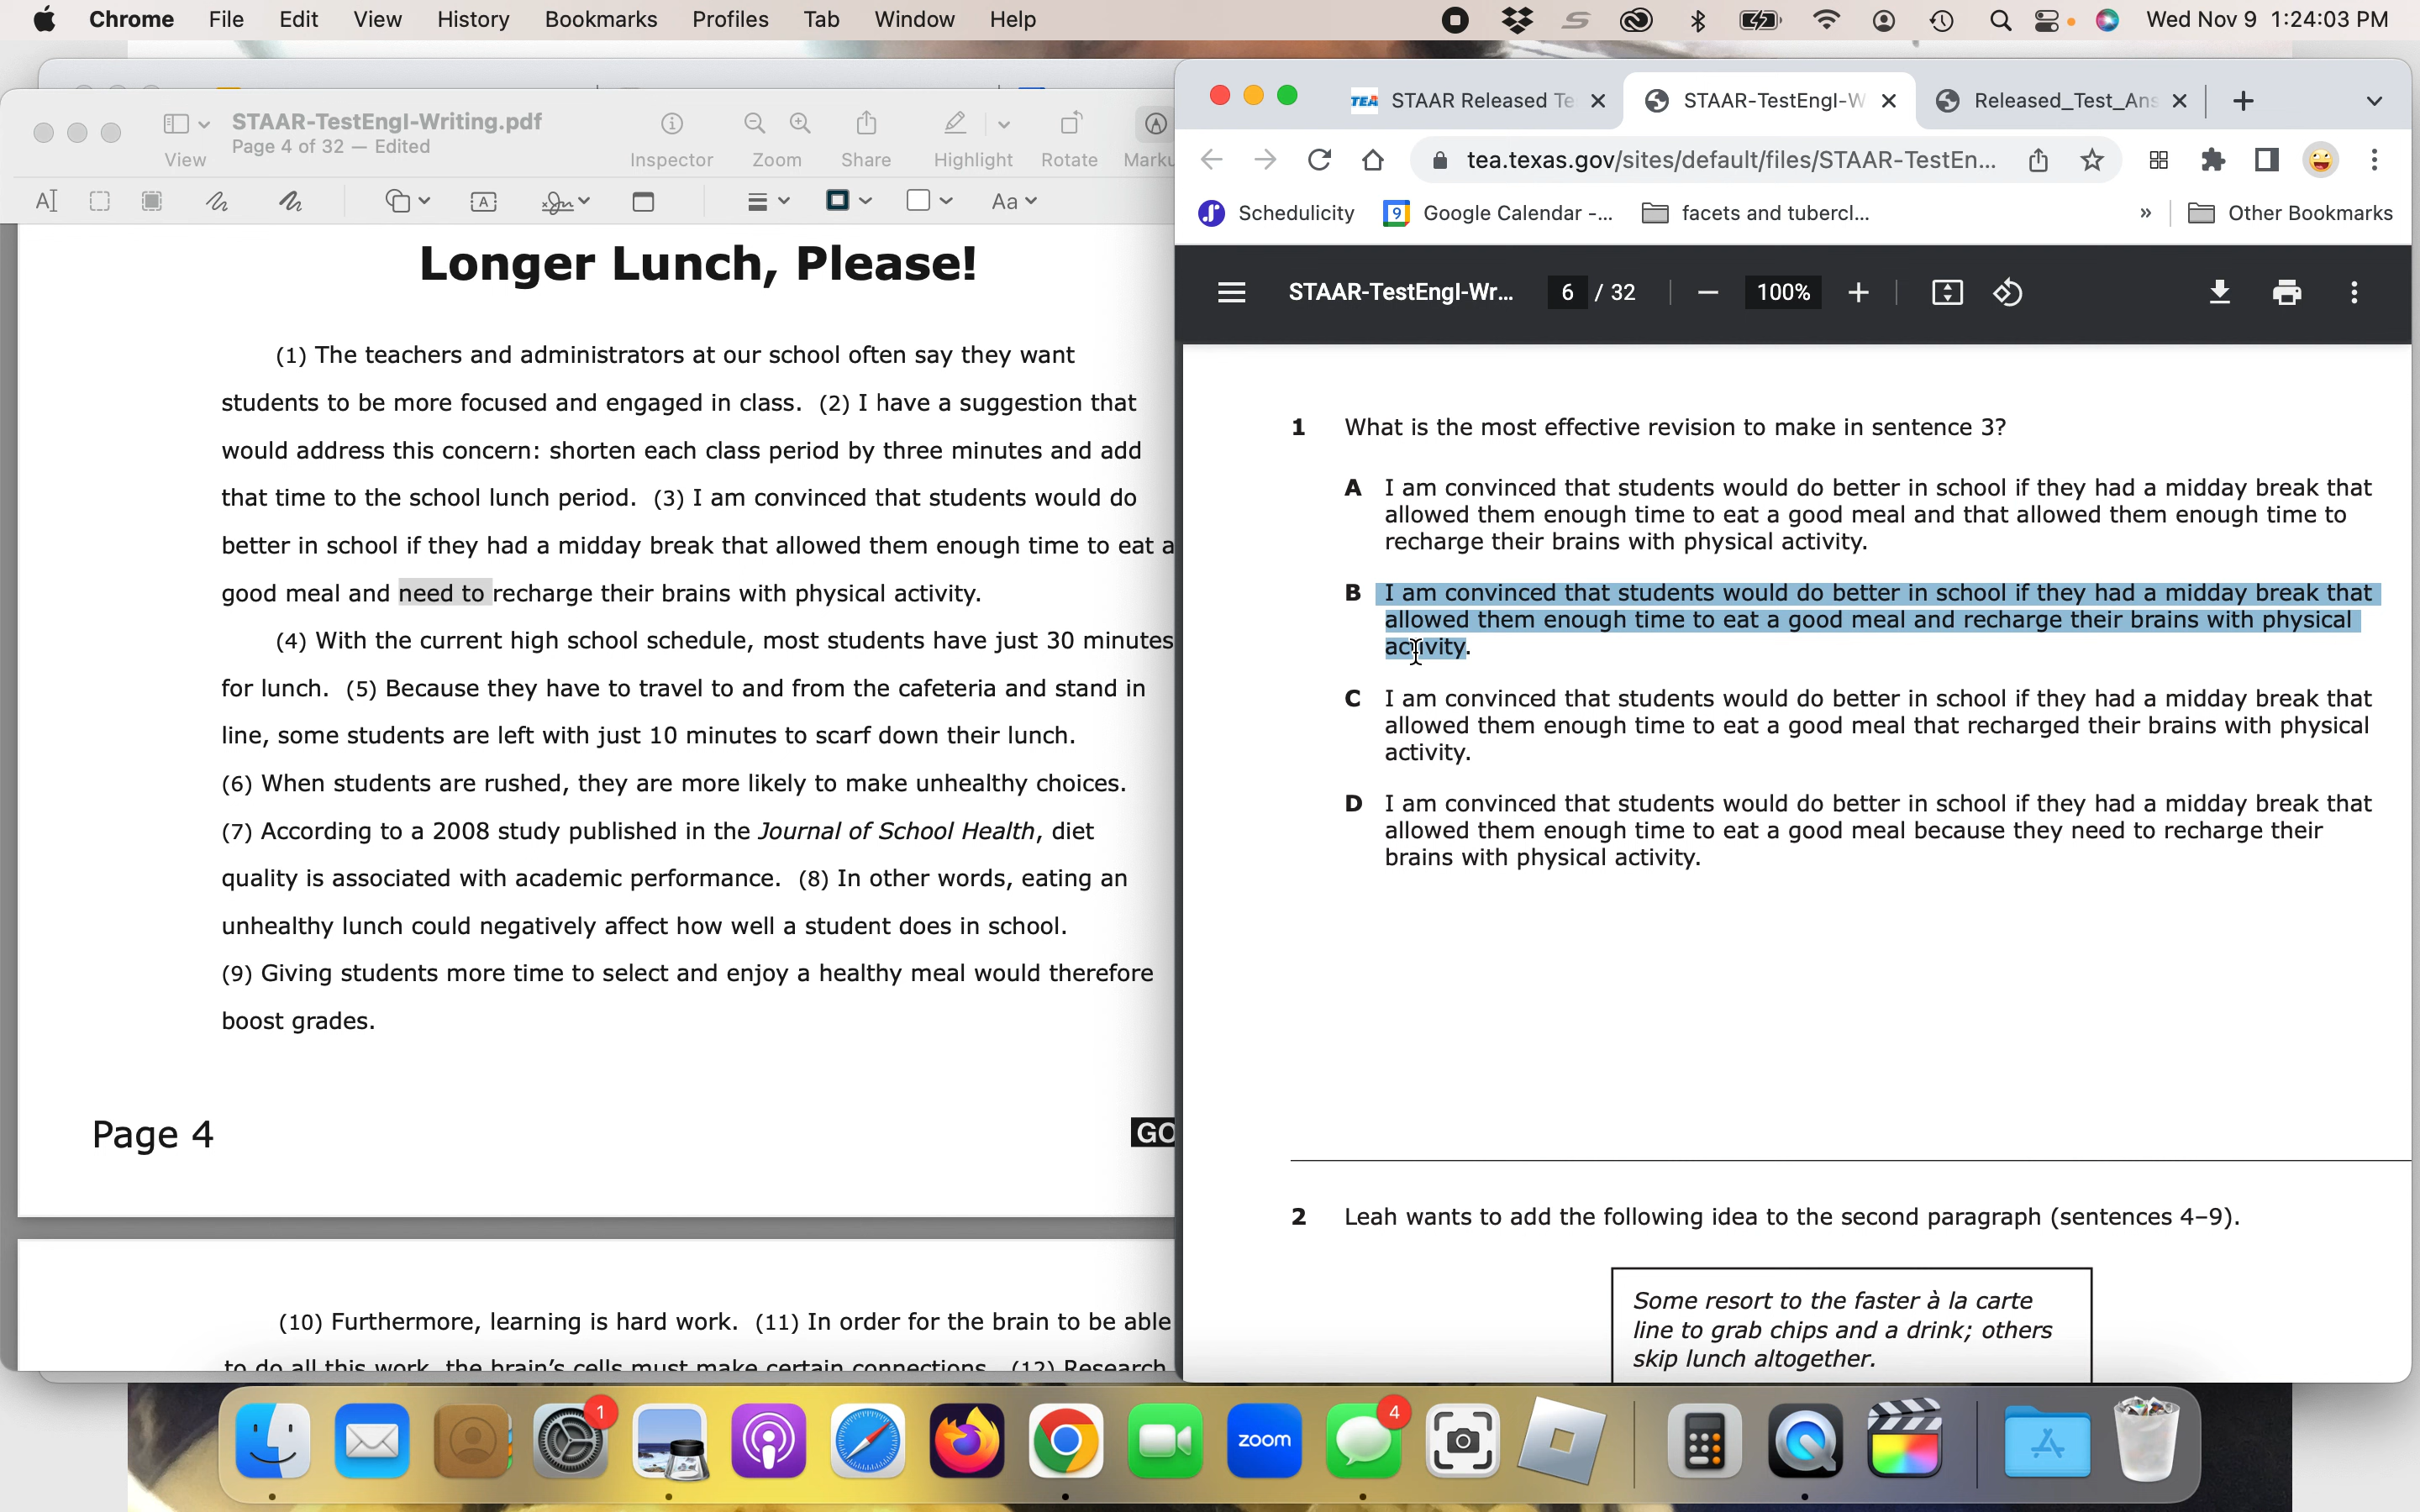 Chrome File Edit View History Bookmarks Profiles Tab Window Help Wed Nov 9 1:24:03 PM
STAAR-TestEngI-Writing.pdf
Page 4 of 32 — Edited
View Inspector Zoom Share Highlight Rotate
Aa
Longer Lunch, Please!
(1) The teachers and administrators at our school often say they want
students to be more focused and engaged in class. (2) I have a suggestion that
would address this concern: shorten each class period by three minutes and add
that time to the school lunch period. (3) I am convinced that students would do
better in school if they had a midday break that allowed them enough time to eat a
good meal and need to recharge their brains with physical activity.
(4) With the current high school schedule, most students have just 30 minutes
for lunch. (5) Because they have to travel to and from the cafeteria and stand in
line, some students are left with just 10 minutes to scarf down their lunch.
(6) When students are rushed, they are more likely to make unhealthy choices.
(7) According to a 2008 study published in the Journal of School Health, diet
quality is associated with academic performance. (8) In other words, eating an
unhealthy lunch could negatively affect how well a student does in school.
(9) Giving students more time to select and enjoy a healthy meal would therefore
boost grades.
Page 4
GO
(10) Furthermore, learning is hard work. (11) In order for the brain to be able
to do all this work, the brain's cells must make certain connections. (12) Research
TEA STAAR Released Te STAAR-TestEngI-W Released_Test_Ans
tea.texas.gov/sites/default/files/STAAR-TestEn...
Schedulicity 9 Google Calendar -... facets and tubercl... » Other Bookmarks
STAAR-TestEngI-Wr... 6 / 32 — 100% +
1 What is the most effective revision to make in sentence 3?
A I am convinced that students would do better in school if they had a midday break that
allowed them enough time to eat a good meal and that allowed them enough time to
recharge their brains with physical activity.
B I am convinced that students would do better in school if they had a midday break that
allowed them enough time to eat a good meal and recharge their brains with physical
activity.
C I am convinced that students would do better in school if they had a midday break that
allowed them enough time to eat a good meal that recharged their brains with physical
activity.
D I am convinced that students would do better in school if they had a midday break that
allowed them enough time to eat a good meal because they need to recharge their
brains with physical activity.
2 Leah wants to add the following idea to the second paragraph (sentences 4–9).
Some resort to the faster à la carte
line to grab chips and a drink; others
skip lunch altogether.
1 zoom 4